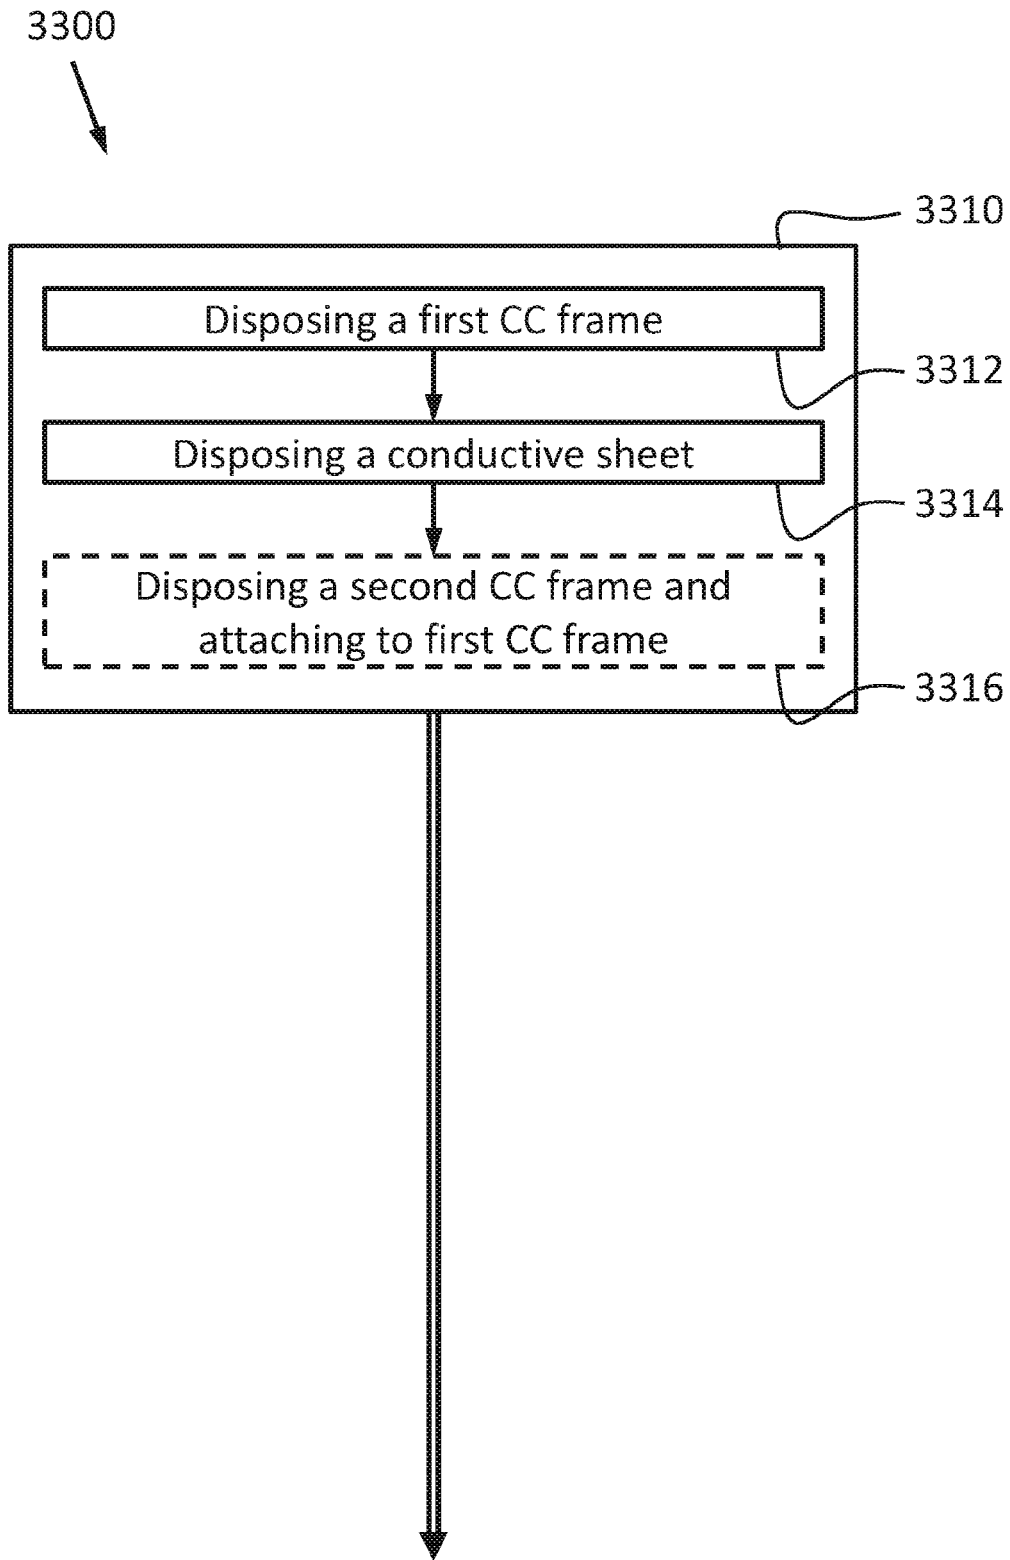 3300
3310
Disposing a first CC frame
3312
Disposing a conductive sheet
3314
Disposing a second CC frame and
attaching to first CC frame
3316